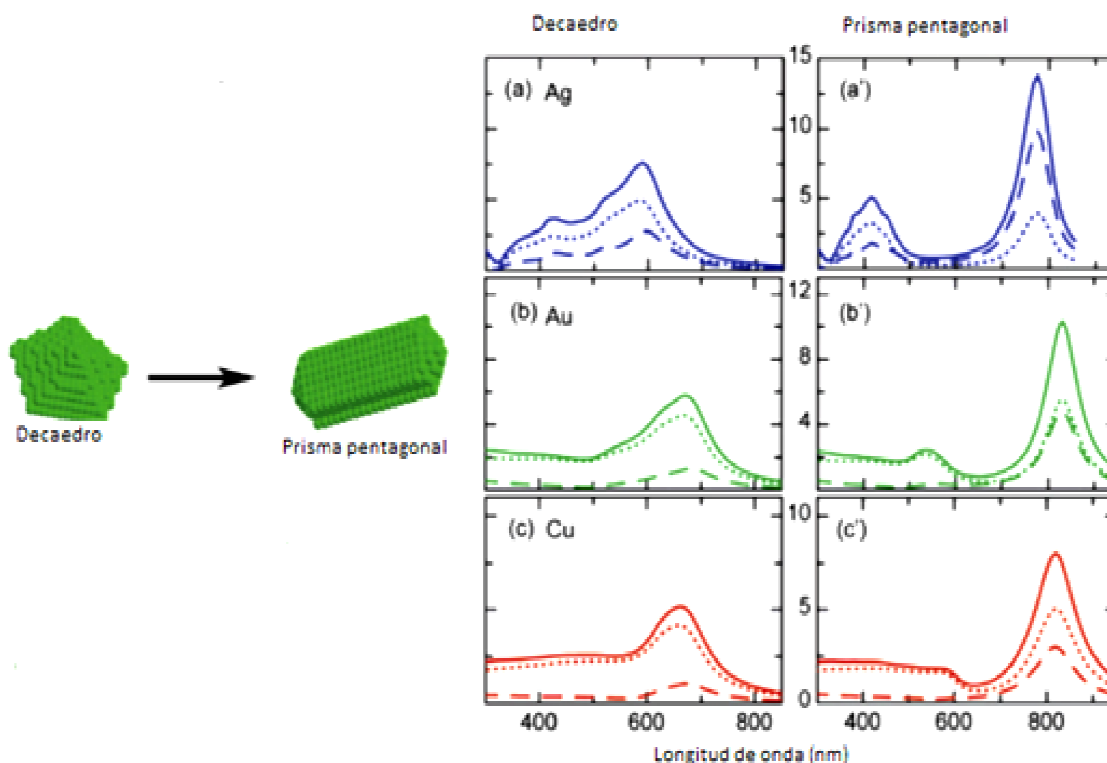 Decaedro
Prisma pentagonal
(a) Ag
(a')
15
10
5
(b) Au
(b')
12
8
4
(c) Cu
(c')
10
5
0
400 600 800
400 600 800
Longitud de onda (nm)
Decaedro
Prisma pentagonal